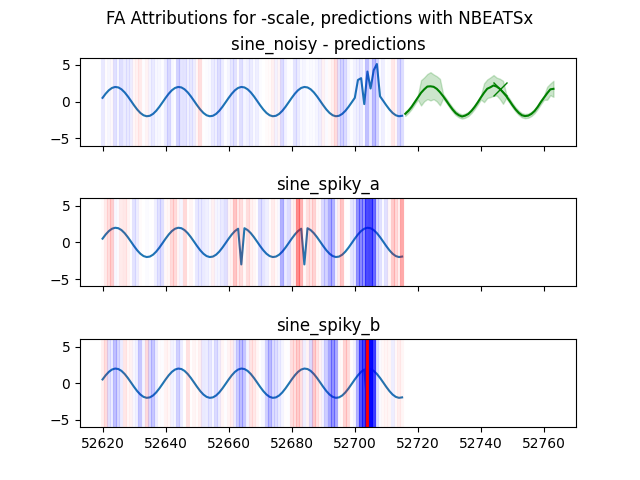 FA Attributions for -scale, predictions with NBEATSx
sine_noisy - predictions
5
0
−5
sine_spiky_a
5
0
−5
sine_spiky_b
5
0
−5
52620 52640 52660 52680 52700 52720 52740 52760